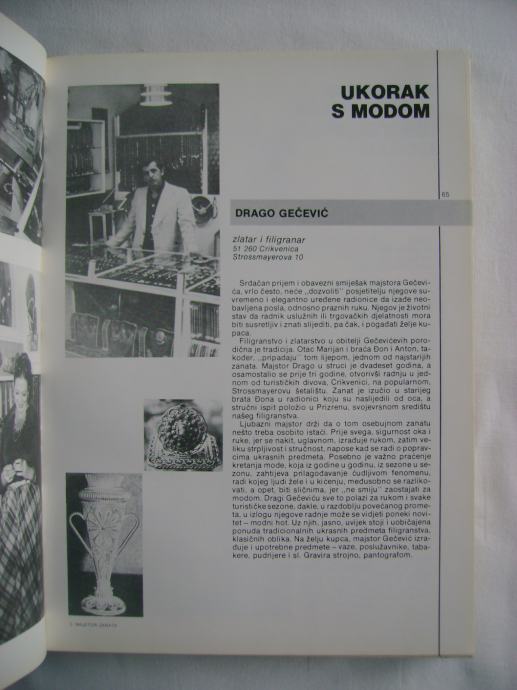 UKORAK
S MODOM
65
DRAGO GEČEVIĆ
zlatar i filigranar
51 260 Crikvenica
Strossmayerova 10
Srdačan prijem i obavezni smiješak majstora Gečevi-
ća, vrlo često, neće „dozvoliti" posjetitelju njegove su-
vremeno i elegantno uređene radionice da izađe neo-
bavljena posla, odnosno praznih ruku. Njegov je životni
stav da radnik uslužnih ili trgovačkih djelatnosti mora
biti susretljiv i znati slijediti, pa čak, i pogađati želje ku-
paca.
Filigranstvo i zlatarstvo u obitelji Gečevićevih poro-
dična je tradicija. Otac Marijan i braća Đon i Anton, ta-
kođer, „pripadaju" tom lijepom, jednom od najstarijih
zanata. Majstor Drago u struci je dvadeset godina, a
osamostalio se prije tri godine, otvorivši radnju u jed-
nom od turističkih divova, Crikvenici, na popularnom,
Strossmayerovu šetalištu. Zanat je izučio u starijeg
brata Đona u radionici koju su naslijedili od oca, a
stručni ispit položio u Prizrenu, svojevrsnom središtu
našeg filigranstva.
Ljubazni majstor drži da o tom osebujnom zanatu
nešto treba osobito istaći. Prije svega, sigurnost oka i
ruke, jer se nakit, uglavnom, izrađuje rukom, zatim ve-
liku strpljivost i stručnost, napose kad se radi o poprav-
cima ukrasnih predmeta. Posebno je važno praćenje
kretanja mode, koja iz godine u godinu, iz sezone u se-
zonu, zahtijeva prilagođavanje ćudljivom fenomenu,
radi kojeg ljudi žele i u kićenju, međusobno se razliko-
vati, a opet, biti sličnima, jer „ne smiju" zaostajati za
modom. Dragi Gečeviću sve to polazi za rukom i svake
turističke sezone, dakle, u razdoblju povećanog prome-
ta, u izlogu njegove radnje može se vidjeti poneki novi-
tet – modni hot. Uz njih, jasno, uvijek stoji i uobičajena
ponuda tradicionalnih ukrasnih predmeta filigranstva,
klasičnih oblika. Na želju kupca, majstor Gečević izra-
đuje i upotrebne predmete – vaze, poslužavnike, taba-
kere, pudrijere i sl. Gravira strojno, pantografom.
5 MAJSTOR ZANATA